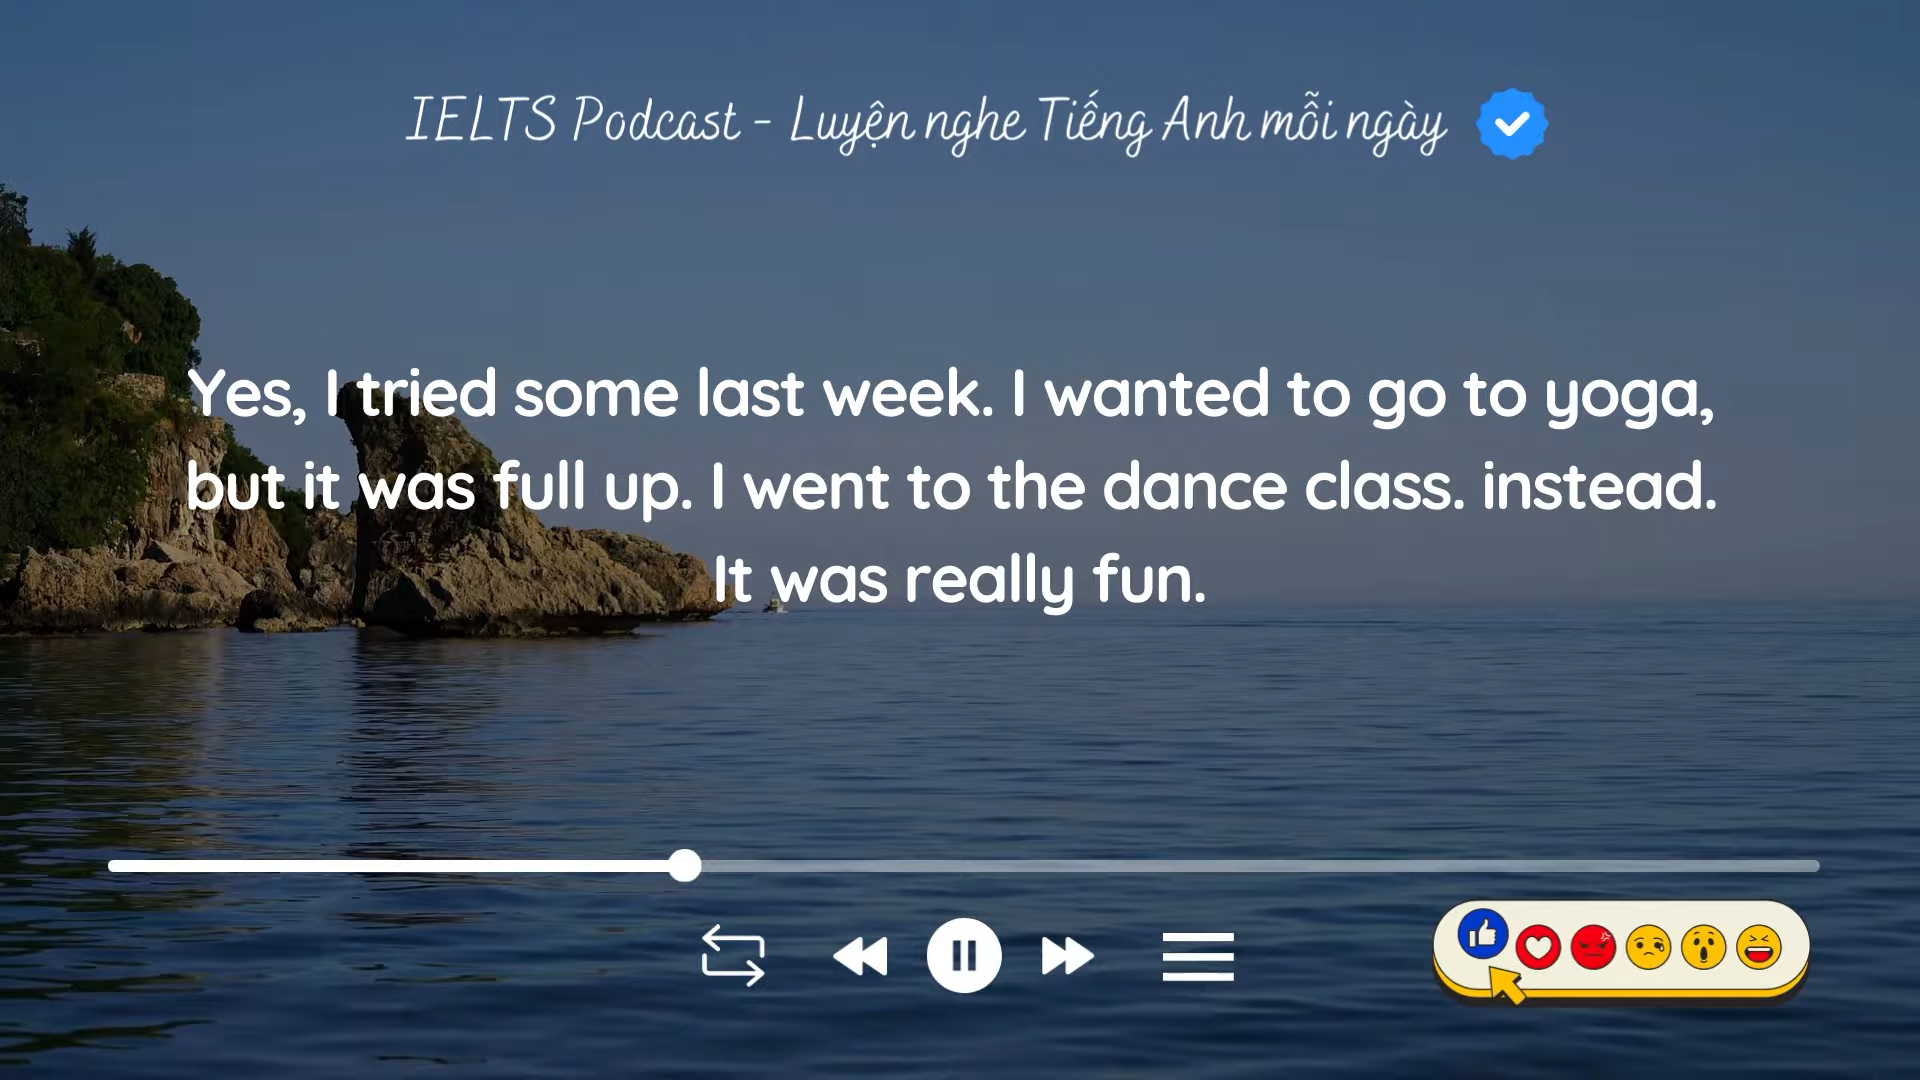 IELTS Podcast - Luyện nghe Tiếng Anh mỗi ngày
Yes, I tried some last week. I wanted to go to yoga,
but it was full up. I went to the dance class. instead.
It was really fun.